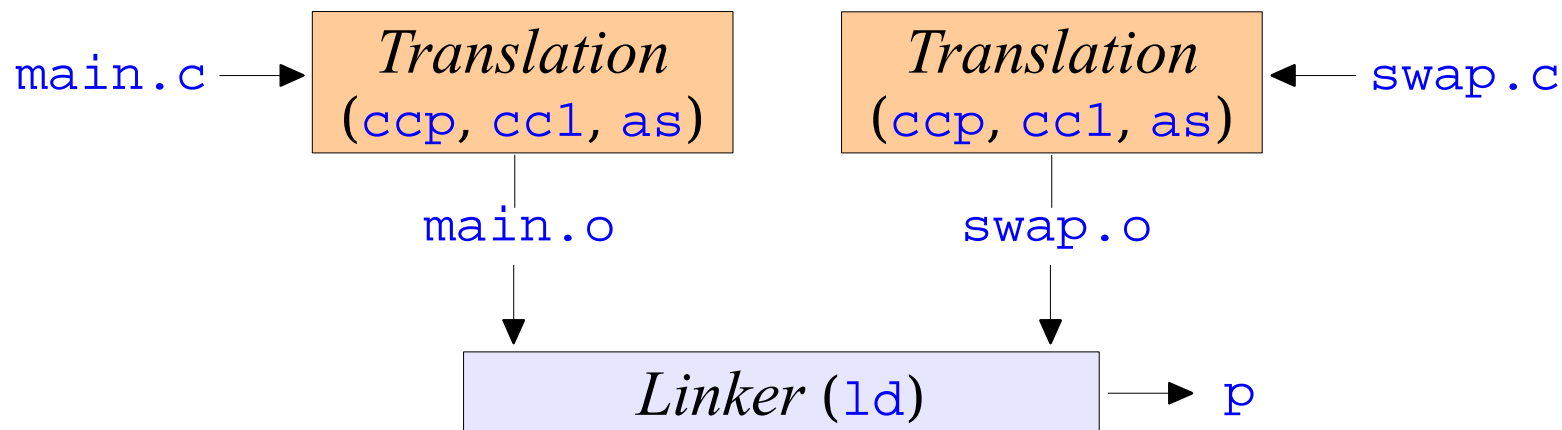 main.c
Translation
(ccp, cc1, as)
Translation
(ccp, cc1, as)
swap.c
main.o
swap.o
Linker (ld)
p